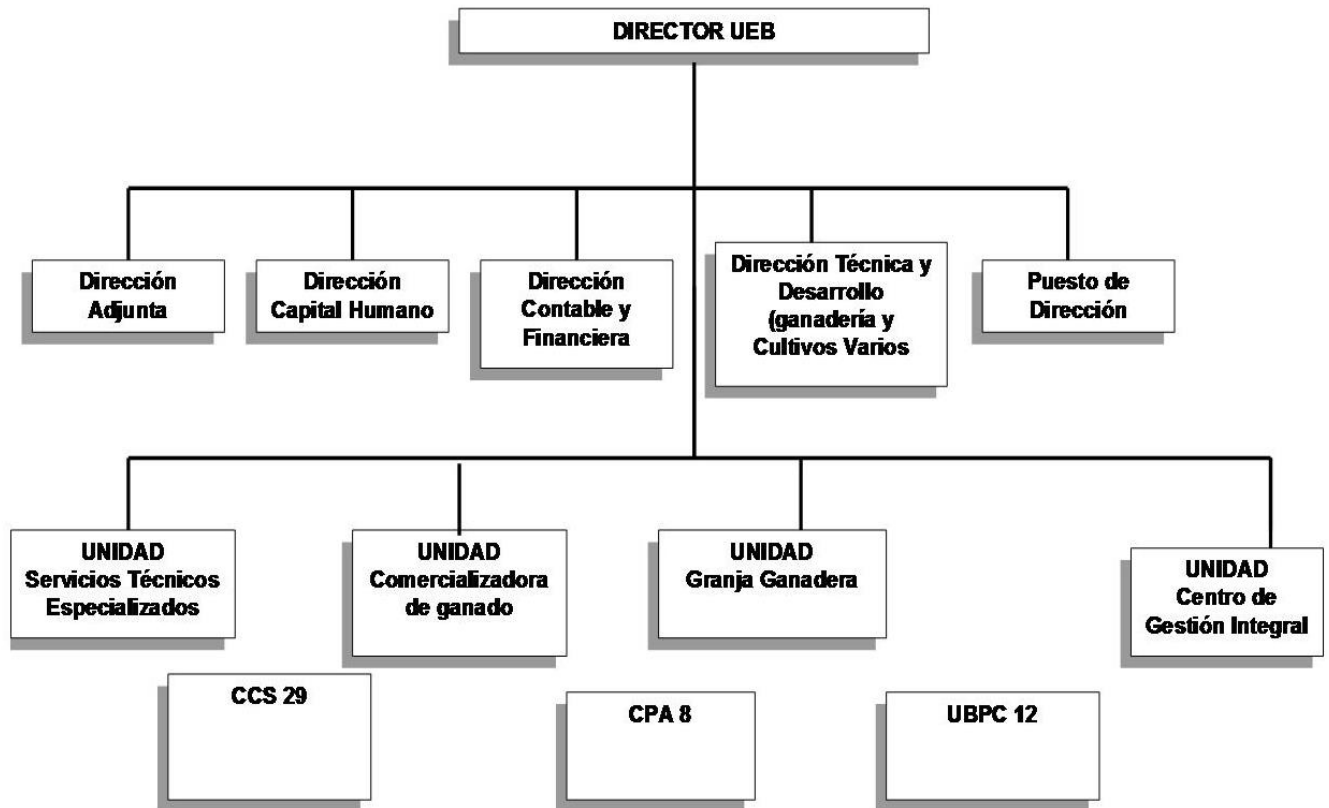 DIRECTOR UEB
Dirección
Adjunta
Dirección
Capital Humano
Dirección
Contable y
Financiera
Dirección Técnica y
Desarrollo
(ganadería y
Cultivos Varios
Puesto de
Dirección
UNIDAD
Servicios Técnicos
Especializados
UNIDAD
Comercializadora
de ganado
UNIDAD
Granja Ganadera
UNIDAD
Centro de
Gestión Integral
CCS 29
CPA 8
UBPC 12